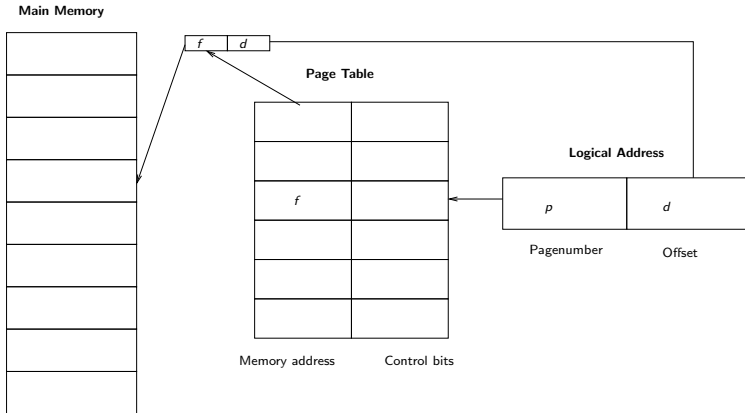 Main Memory
f d
Page Table
Logical Address
f
p d
Pagenumber Offset
Memory address Control bits